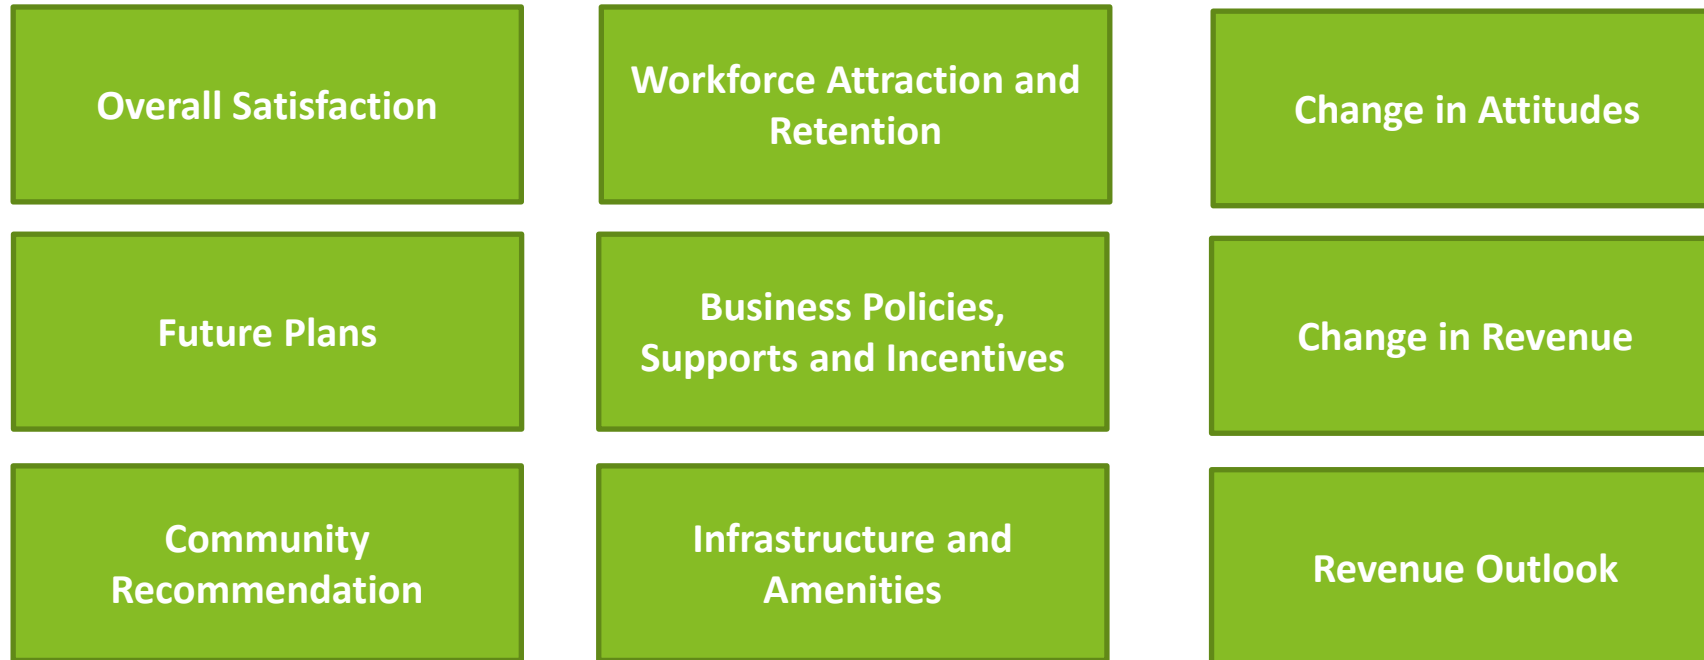 Overall Satisfaction
Workforce Attraction and
Retention
Change in Attitudes
Future Plans
Business Policies,
Supports and Incentives
Change in Revenue
Community
Recommendation
Infrastructure and
Amenities
Revenue Outlook